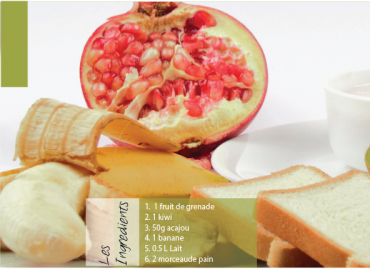 Les
Ingredients
1. 1 fruit de grenade
2. 1 kiwi
3. 50g acajou
4. 1 banane
5. 0.5 L Lait
6. 2 morceaude pain